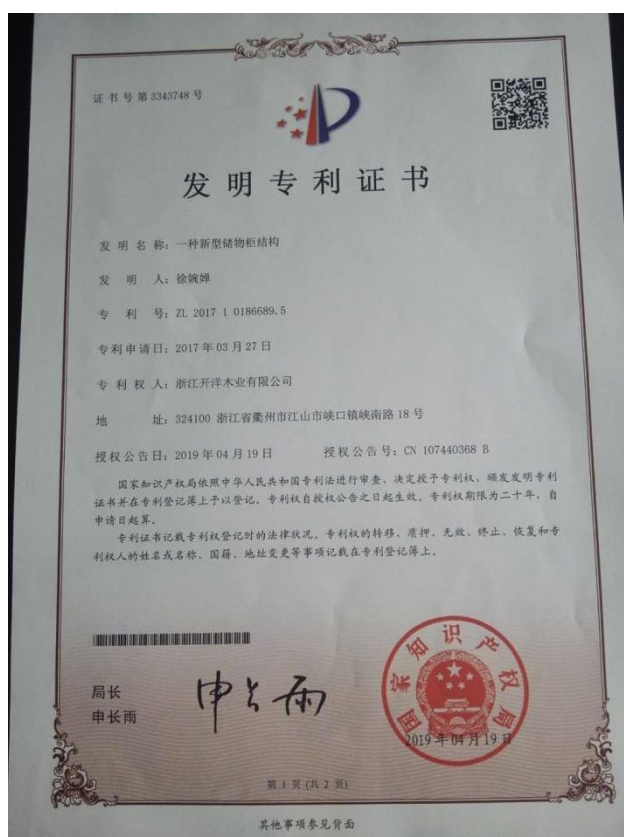 证书号第3343748号
发明专利证书
发明名称：一种新型储物柜结构
发明人：徐婉婵
专利号：ZL 2017 1 0186689.5
专利申请日：2017年03月27日
专利权人：浙江开洋木业有限公司
地址：324100 浙江省衢州市江山市峡口镇峡南路18号
授权公告日：2019年04月19日 授权公告号：CN 107440368 B
国家知识产权局依照中华人民共和国专利法进行审查，决定授予专利权，颁发发明专利
证书并在专利登记簿上予以登记。专利权自授权公告之日起生效。专利权期限为二十年，自
申请日起算。
专利证书记载专利权登记时的法律状况。专利权的转移、质押、无效、终止、恢复和专
利权人的姓名或名称、国籍、地址变更等事项记载在专利登记簿上。
局长
申长雨
申长雨
国家知识产权局
2019年04月19日
第1页(共2页)
其他事项参见背面